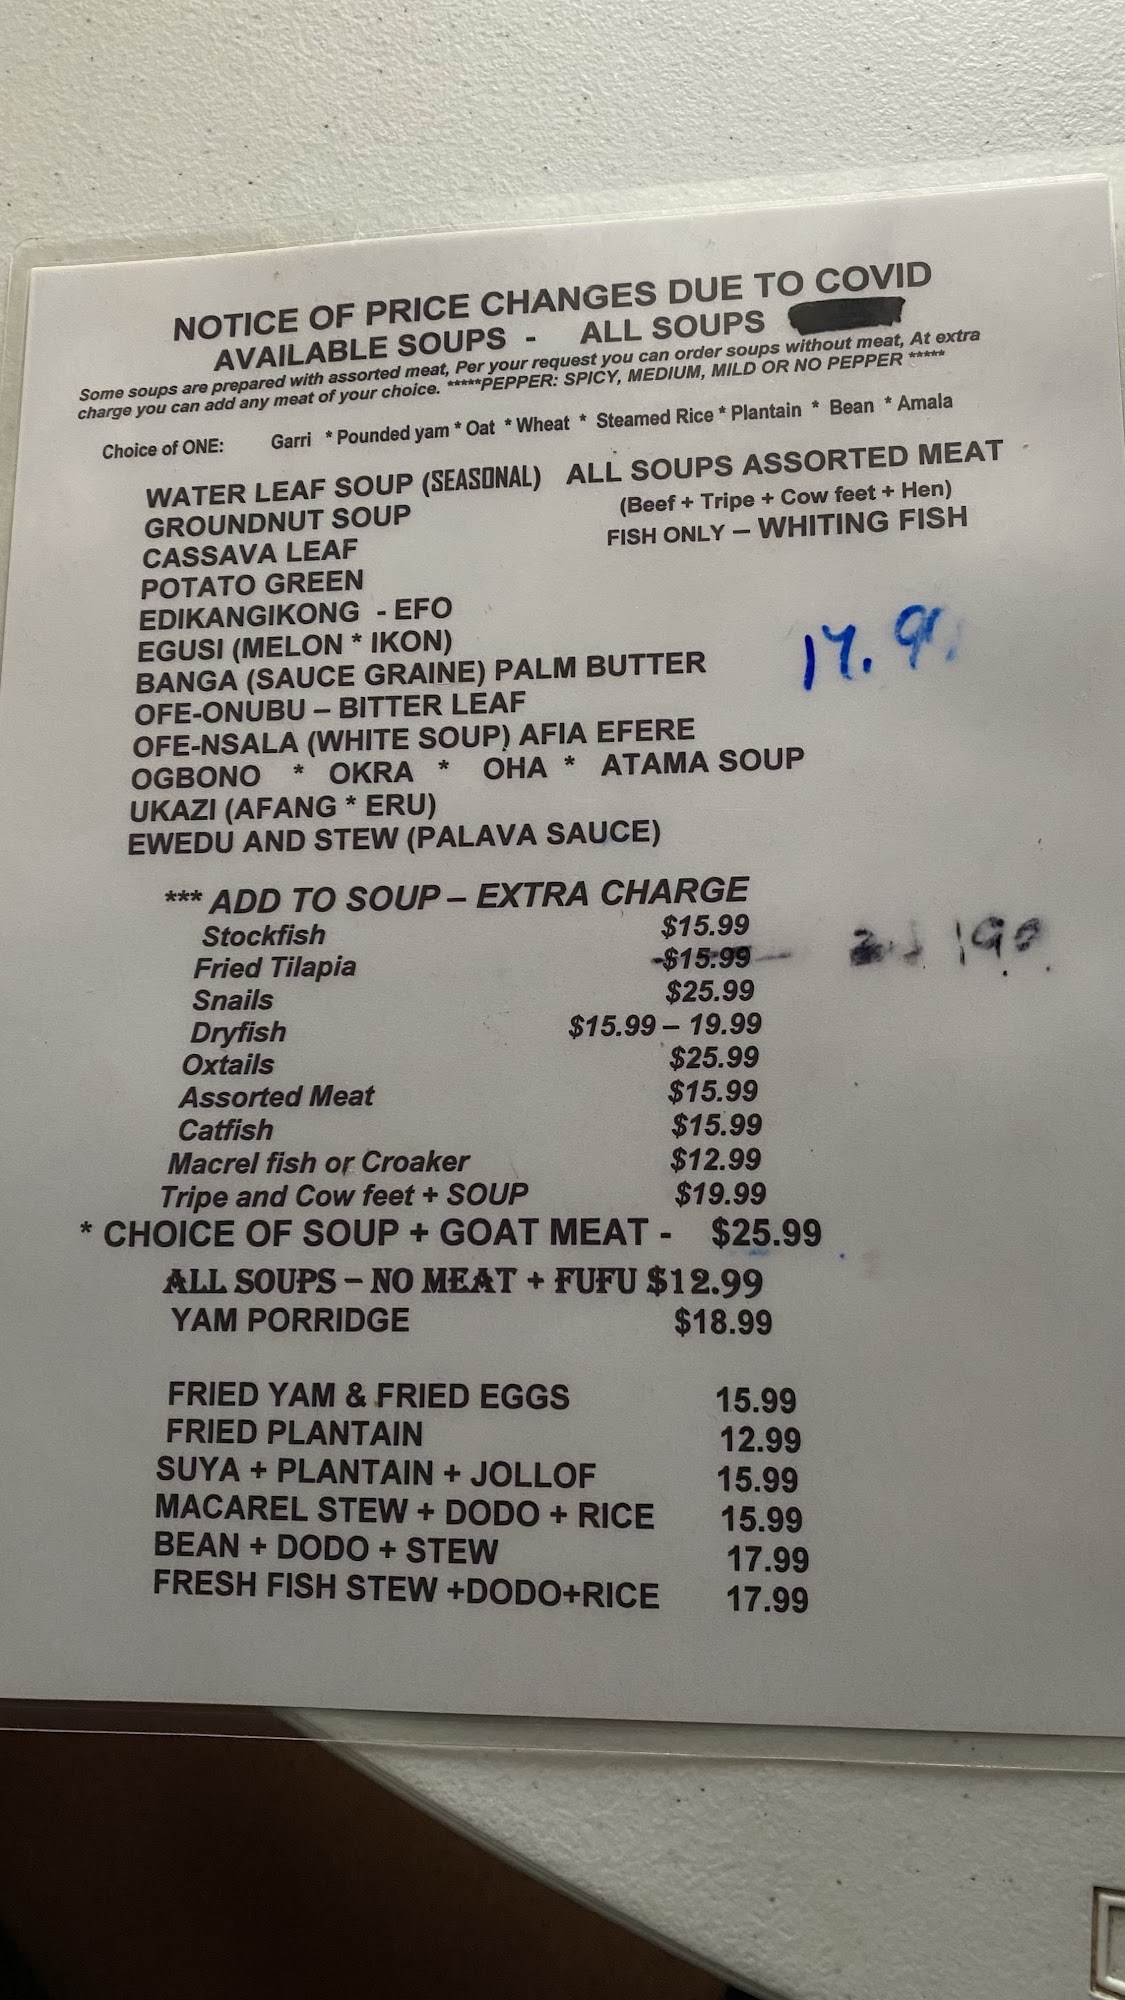 NOTICE OF PRICE CHANGES DUE TO COVID
AVAILABLE SOUPS - ALL SOUPS
Some soups are prepared with assorted meat, Per your request you can order soups without meat, At extra
charge you can add any meat of your choice. *****PEPPER: SPICY, MEDIUM, MILD OR NO PEPPER *****
Choice of ONE: Garri * Pounded yam * Oat * Wheat * Steamed Rice * Plantain * Bean * Amala
WATER LEAF SOUP (SEASONAL) ALL SOUPS ASSORTED MEAT
GROUNDNUT SOUP (Beef + Tripe + Cow feet + Hen)
CASSAVA LEAF FISH ONLY – WHITING FISH
POTATO GREEN
EDIKANGIKONG - EFO
EGUSI (MELON * IKON)
BANGA (SAUCE GRAINE) PALM BUTTER
OFE-ONUBU – BITTER LEAF
OFE-NSALA (WHITE SOUP) AFIA EFERE
OGBONO * OKRA * OHA * ATAMA SOUP
UKAZI (AFANG * ERU)
EWEDU AND STEW (PALAVA SAUCE)
*** ADD TO SOUP – EXTRA CHARGE
Stockfish $15.99
Fried Tilapia -$15.99
Snails $25.99
Dryfish $15.99 – 19.99
Oxtails $25.99
Assorted Meat $15.99
Catfish $15.99
Macrel fish or Croaker $12.99
Tripe and Cow feet + SOUP $19.99
* CHOICE OF SOUP + GOAT MEAT - $25.99
ALL SOUPS – NO MEAT + FUFU $12.99
YAM PORRIDGE $18.99
FRIED YAM & FRIED EGGS 15.99
FRIED PLANTAIN 12.99
SUYA + PLANTAIN + JOLLOF 15.99
MACAREL STEW + DODO + RICE 15.99
BEAN + DODO + STEW 17.99
FRESH FISH STEW +DODO+RICE 17.99